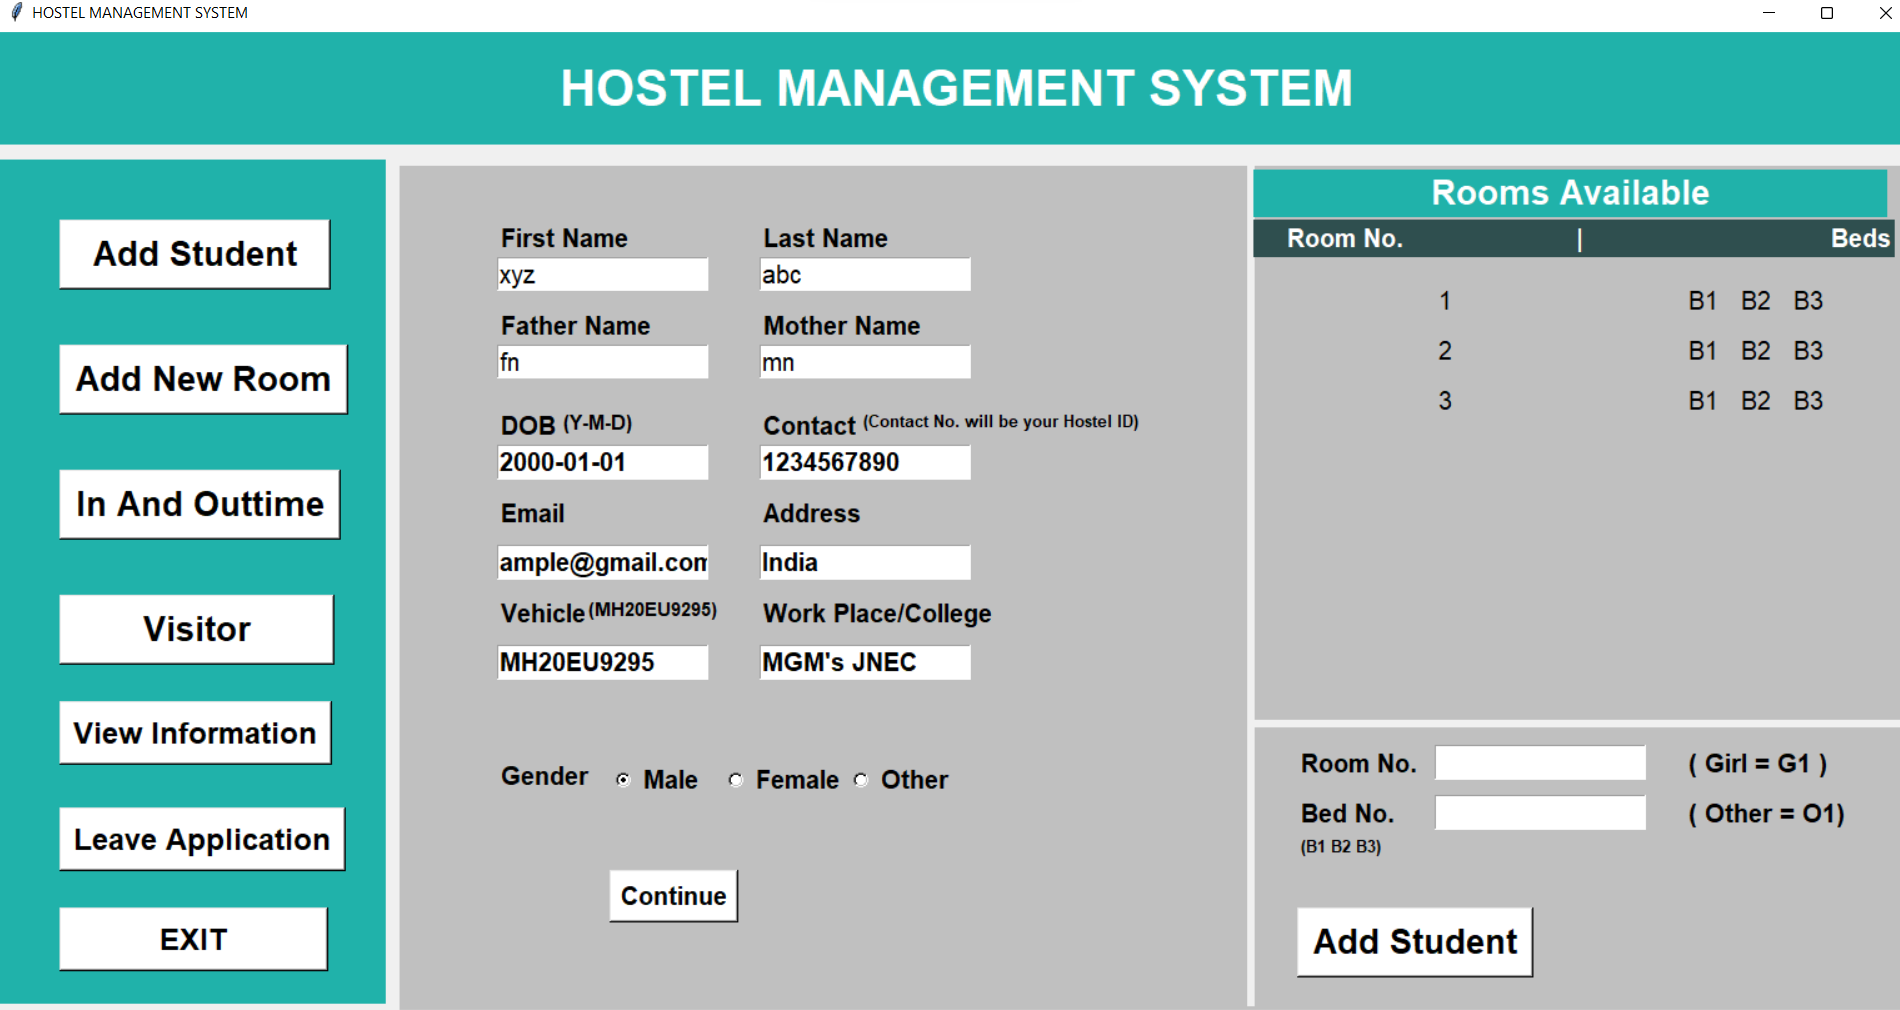 HOSTEL MANAGEMENT SYSTEM
HOSTEL MANAGEMENT SYSTEM
Add Student
Add New Room
In And Outtime
Visitor
View Information
Leave Application
EXIT
First Name Last Name
xyz abc
Father Name Mother Name
fn mn
DOB (Y-M-D) Contact (Contact No. will be your Hostel ID)
2000-01-01 1234567890
Email Address
ample@gmail.com India
Vehicle (MH20EU9295) Work Place/College
MH20EU9295 MGM's JNEC
Gender Male Female Other
Continue
Rooms Available
Room No. | Beds
1 B1 B2 B3
2 B1 B2 B3
3 B1 B2 B3
Room No. ( Girl = G1 )
Bed No. ( Other = O1)
(B1 B2 B3)
Add Student